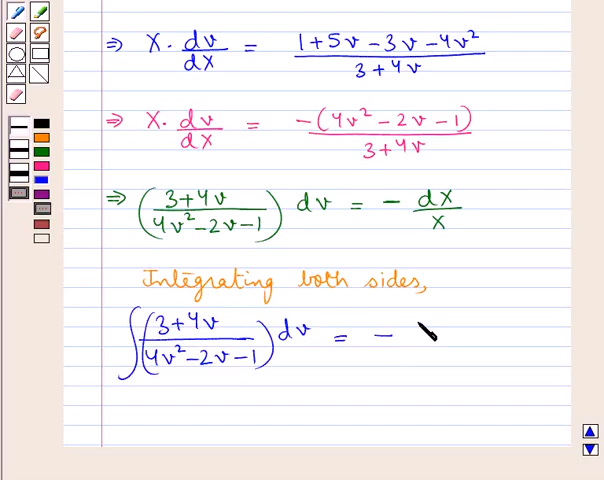 ⇒ X · dv/dX = (1 + 5v − 3v − 4v²)/(3 + 4v)
⇒ X · dv/dX = −(4v² − 2v − 1)/(3 + 4v)
⇒ ((3 + 4v)/(4v² − 2v − 1)) dv = − dX/X
Integrating both sides,
∫((3 + 4v)/(4v² − 2v − 1)) dv = −